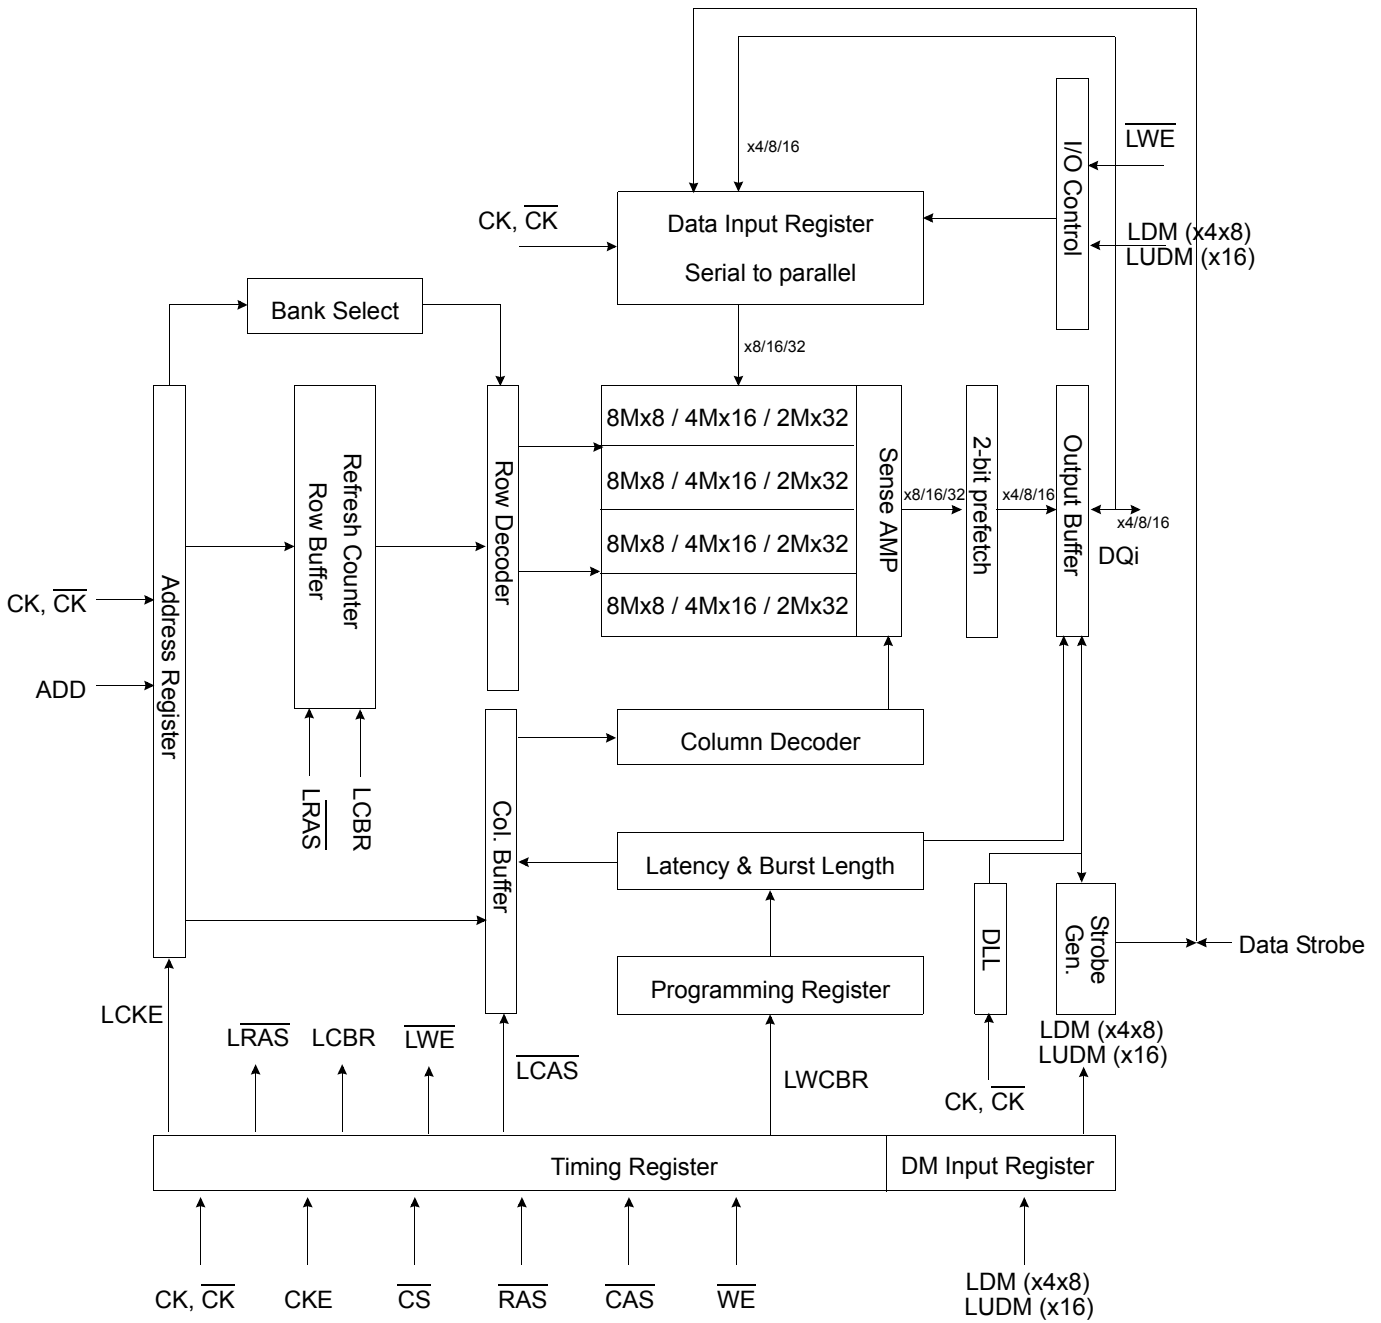 x4/8/16
I/O Control
LWE
CK, CK
Data Input Register
Serial to parallel
LDM (x4x8)
LUDM (x16)
Bank Select
x8/16/32
Address Register
Refresh Counter
Row Buffer
Row Decoder
8Mx8 / 4Mx16 / 2Mx32
8Mx8 / 4Mx16 / 2Mx32
8Mx8 / 4Mx16 / 2Mx32
8Mx8 / 4Mx16 / 2Mx32
Sense AMP
x8/16/32
2-bit prefetch
x4/8/16
Output Buffer
x4/8/16
DQi
CK, CK
ADD
LRAS
LCBR
Col. Buffer
Column Decoder
Latency & Burst Length
DLL
Strobe
Gen.
Data Strobe
Programming Register
LCKE
LRAS
LCBR
LWE
LCAS
LWCBR
CK, CK
LDM (x4x8)
LUDM (x16)
Timing Register
DM Input Register
CK, CK
CKE
CS
RAS
CAS
WE
LDM (x4x8)
LUDM (x16)